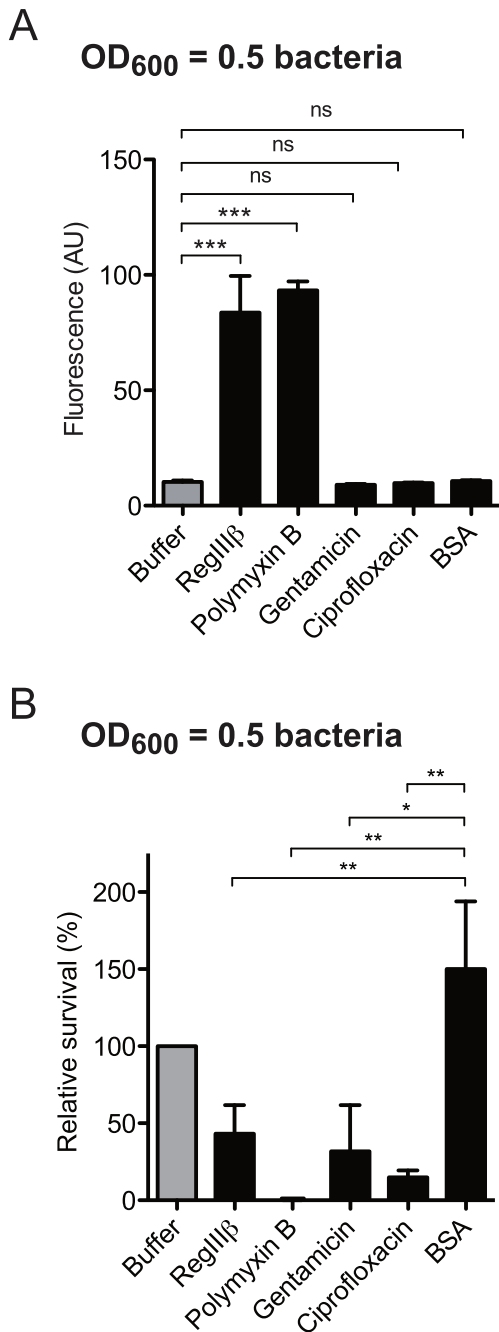 A
OD600 = 0.5 bacteria
ns
ns
ns
***
***
Fluorescence (AU)
150
100
50
0
Buffer
RegIIIβ
Polymyxin B
Gentamicin
Ciprofloxacin
BSA
B
OD600 = 0.5 bacteria
**
*
**
**
Relative survival (%)
200
150
100
50
0
Buffer
RegIIIβ
Polymyxin B
Gentamicin
Ciprofloxacin
BSA